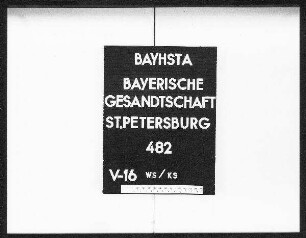 BAYHSTA
BAYERISCHE
GESANDTSCHAFT
ST.PETERSBURG
482
V-16 WS/KS